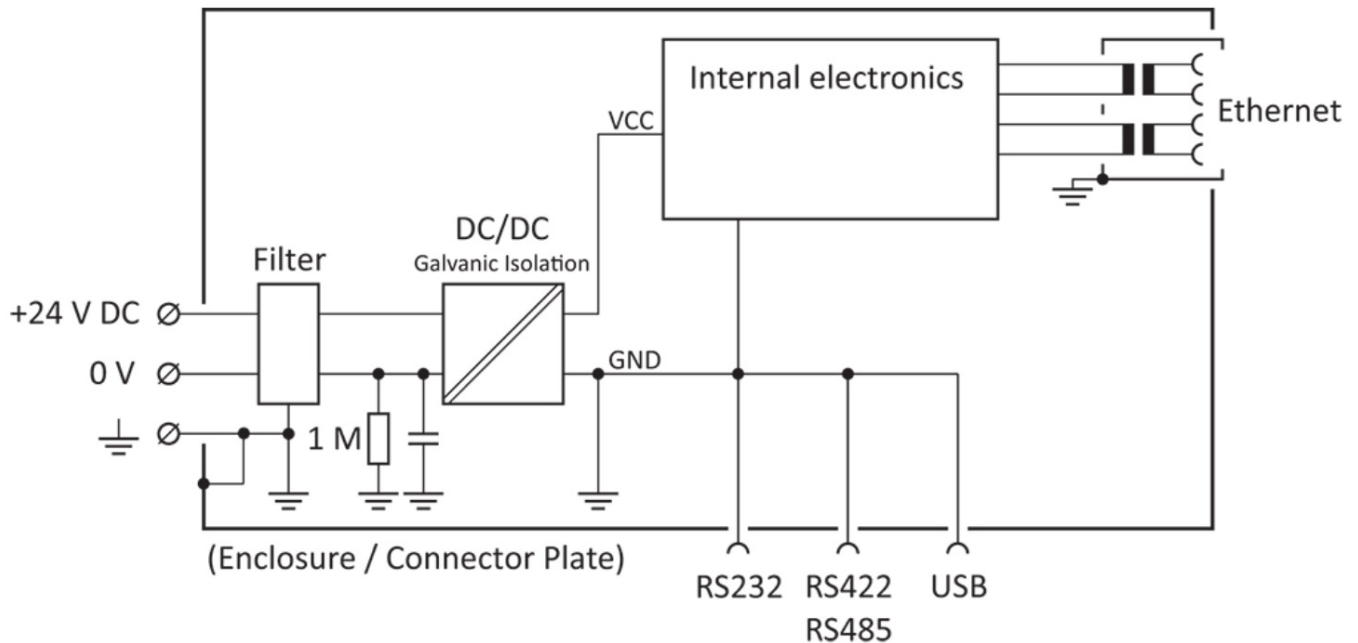 Internal electronics
Ethernet
VCC
DC/DC
Galvanic Isolation
Filter
+24 V DC
0 V
GND
1 M
(Enclosure / Connector Plate)
RS232
RS422
RS485
USB